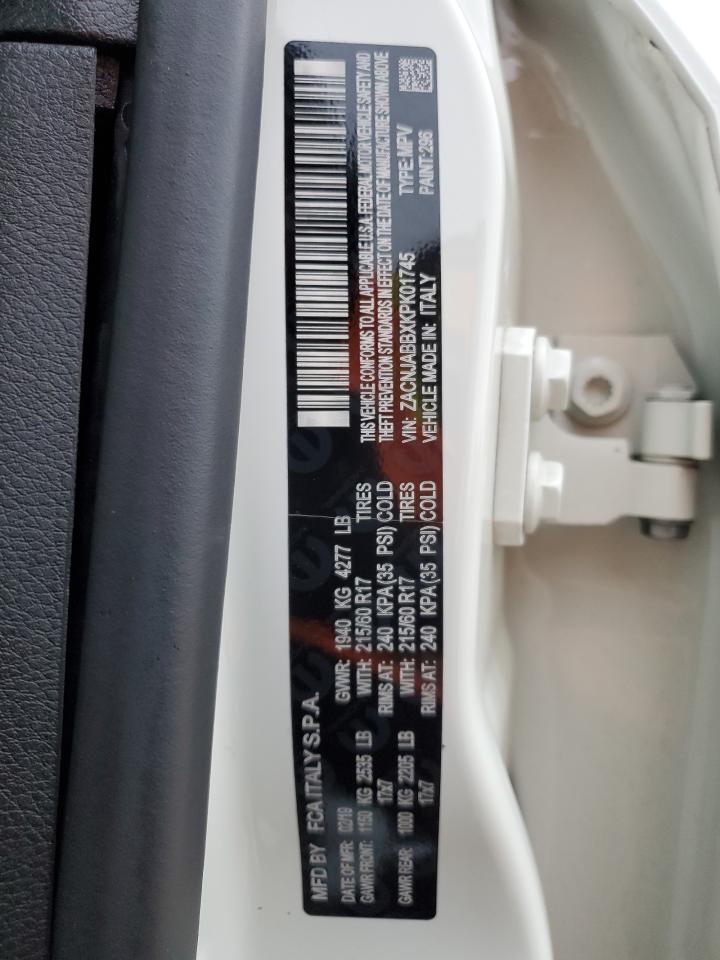 MFD BY FCA ITALY S.P.A.
DATE OF MFR: 02/19 GVWR: 1940 KG 4277 LB
GAWR FRONT: 1150 KG 2535 LB WITH: 215/60 R17 TIRES
17x7 RIMS AT: 240 KPA(35 PSI) COLD
GAWR REAR: 1000 KG 2205 LB WITH: 215/60 R17 TIRES
17x7 RIMS AT: 240 KPA(35 PSI) COLD
THIS VEHICLE CONFORMS TO ALL APPLICABLE U.S.A. FEDERAL MOTOR VEHICLE SAFETY AND
THEFT PREVENTION STANDARDS IN EFFECT ON THE DATE OF MANUFACTURE SHOWN ABOVE
VIN: ZACNJABBXKPK01745 TYPE:MPV
VEHICLE MADE IN: ITALY PAINT:296